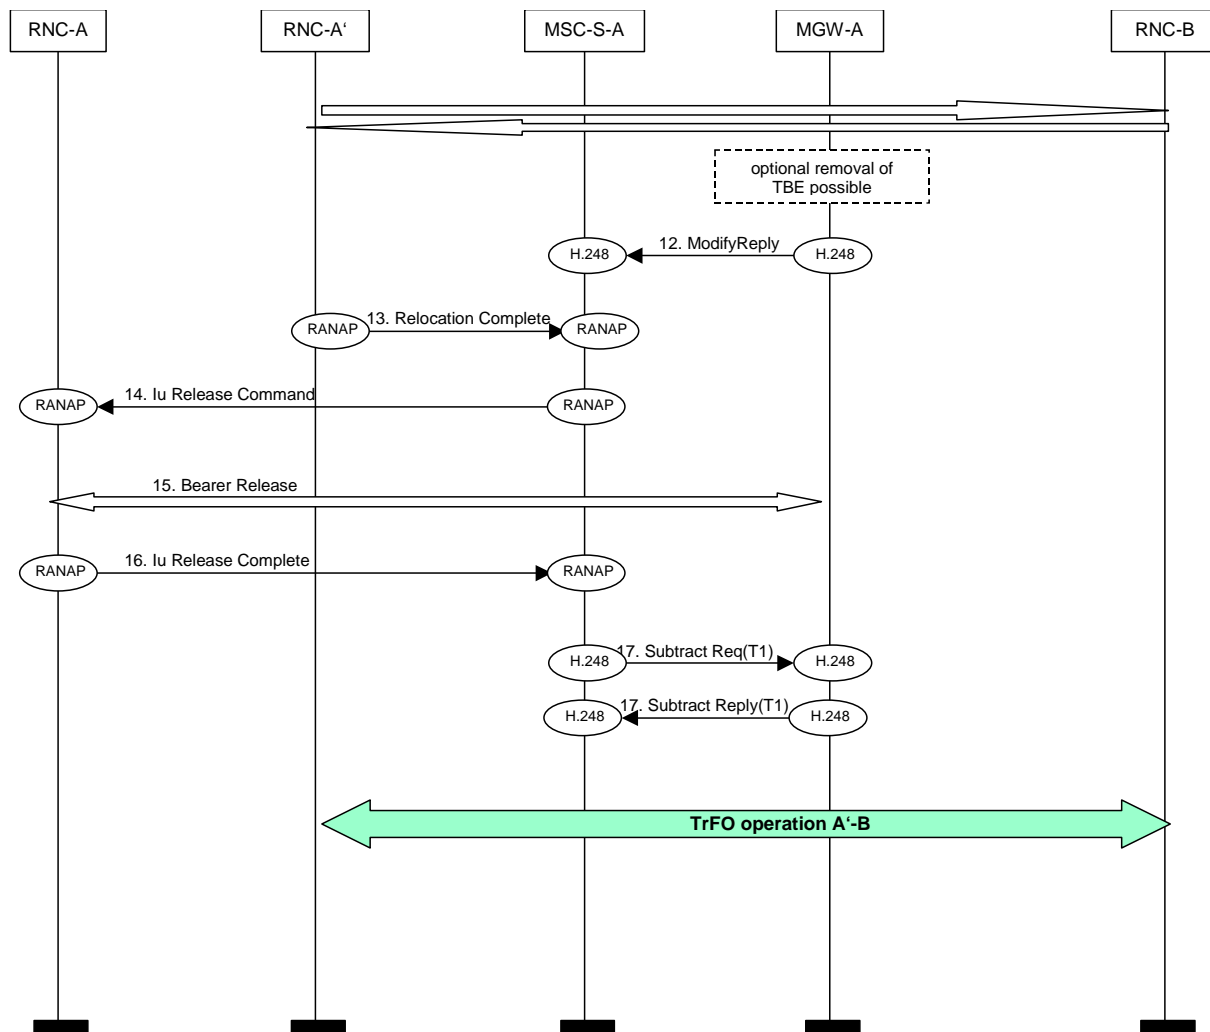 RNC-A
RNC-A‘
MSC-S-A
MGW-A
RNC-B
optional removal of
TBE possible
H.248
12. ModifyReply
H.248
RANAP
13. Relocation Complete
RANAP
RANAP
14. Iu Release Command
RANAP
15. Bearer Release
RANAP
16. Iu Release Complete
RANAP
H.248
17. Subtract Req(T1)
H.248
H.248
17. Subtract Reply(T1)
H.248
TrFO operation A‘-B